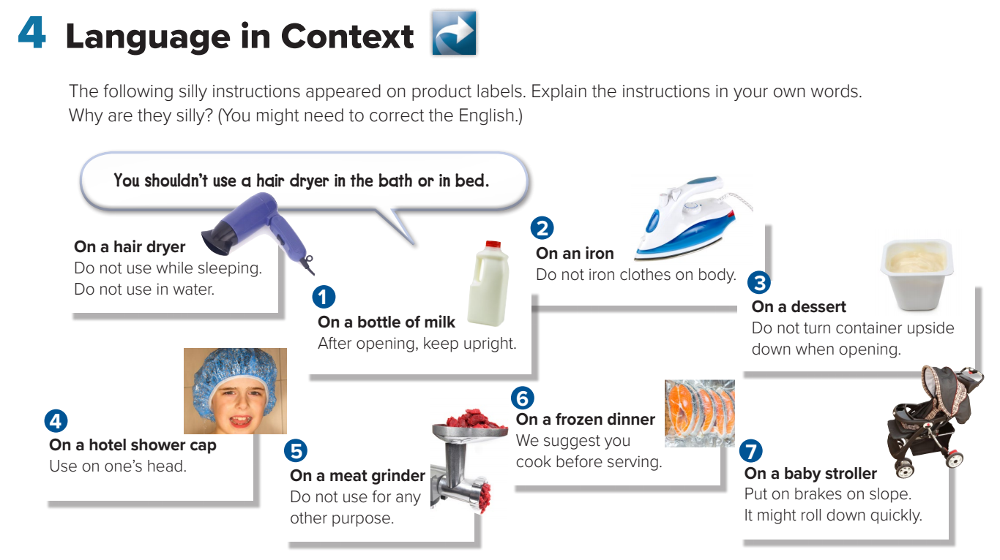 4 Language in Context
The following silly instructions appeared on product labels. Explain the instructions in your own words.
Why are they silly? (You might need to correct the English.)
You shouldn't use a hair dryer in the bath or in bed.
On a hair dryer
Do not use while sleeping.
Do not use in water.
1
On a bottle of milk
After opening, keep upright.
2
On an iron
Do not iron clothes on body.
3
On a dessert
Do not turn container upside
down when opening.
4
On a hotel shower cap
Use on one's head.
5
On a meat grinder
Do not use for any
other purpose.
6
On a frozen dinner
We suggest you
cook before serving.
7
On a baby stroller
Put on brakes on slope.
It might roll down quickly.